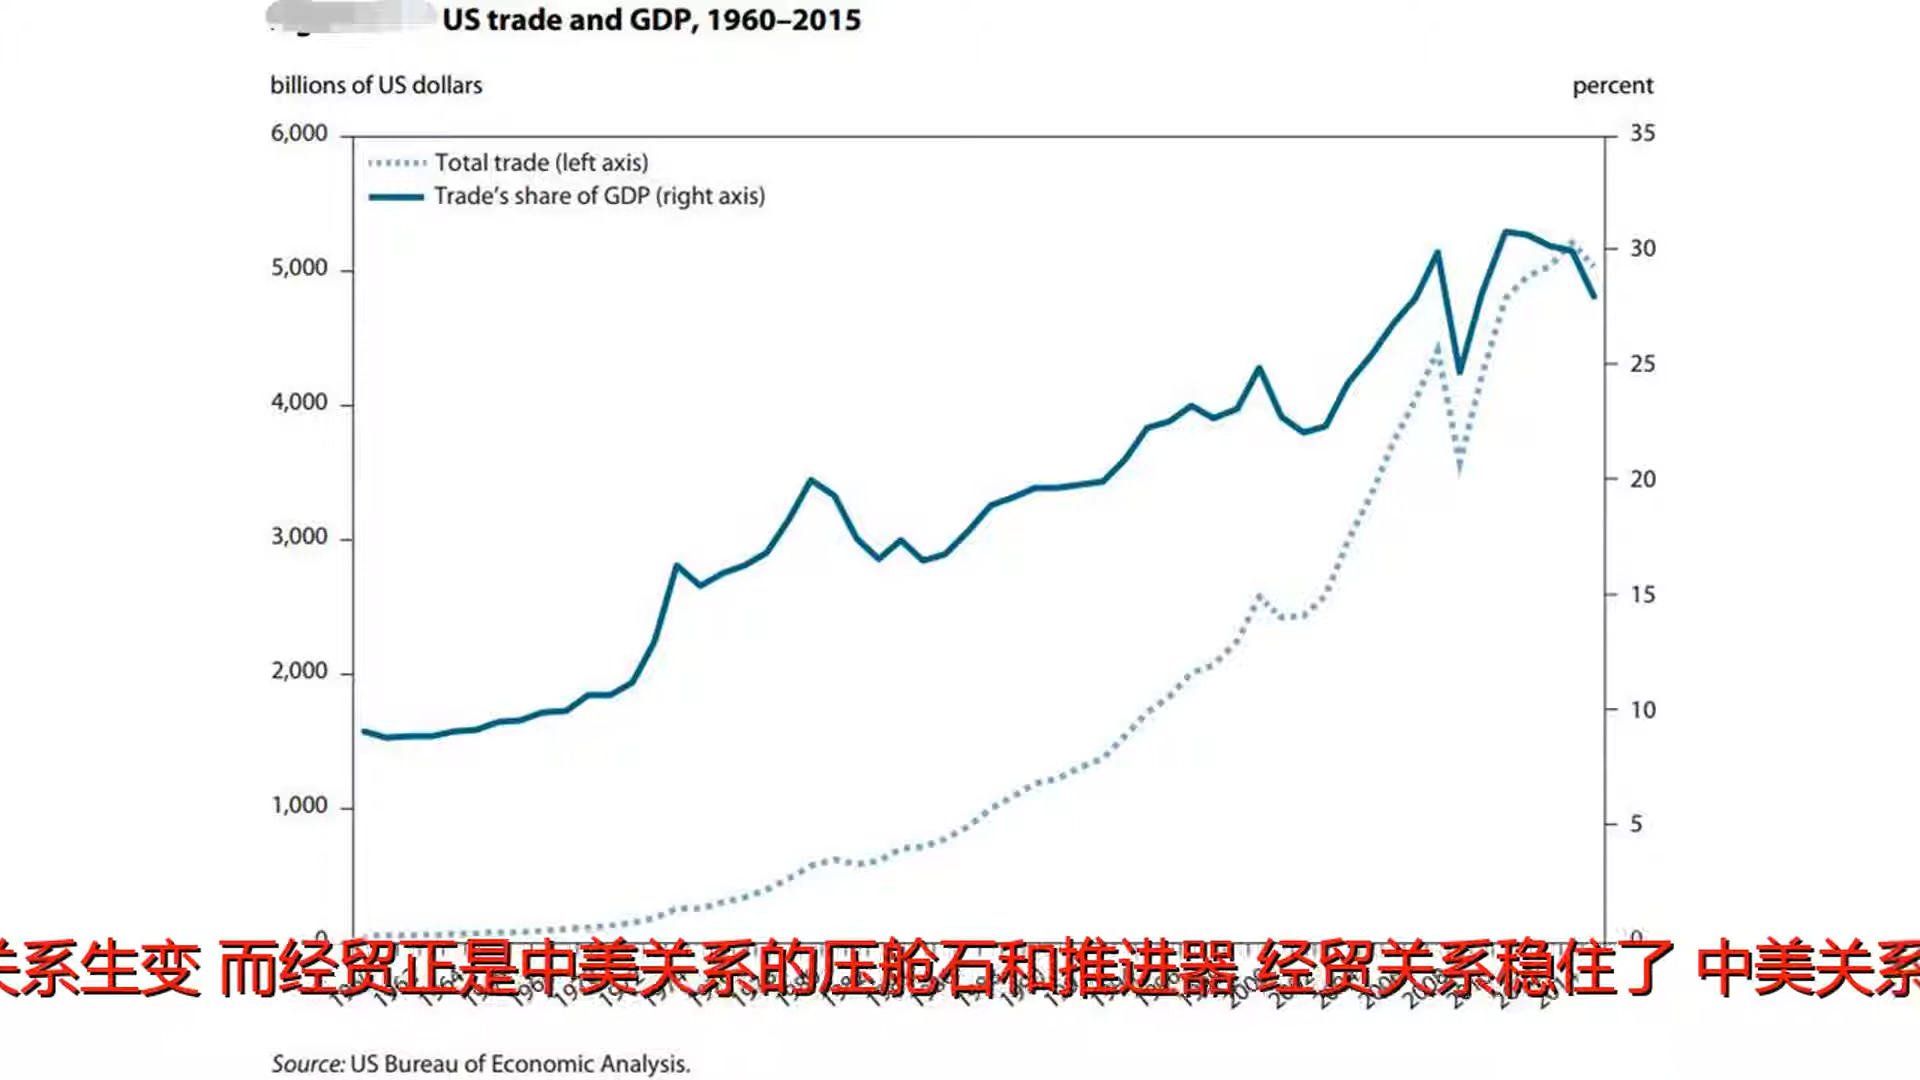 US trade and GDP, 1960–2015
billions of US dollars
percent
6,000
5,000
4,000
3,000
2,000
1,000
Total trade (left axis)
Trade's share of GDP (right axis)
35
30
25
20
15
10
5
关系生变 而经贸正是中美关系的压舱石和推进器 经贸关系稳住了 中美关系
Source: US Bureau of Economic Analysis.